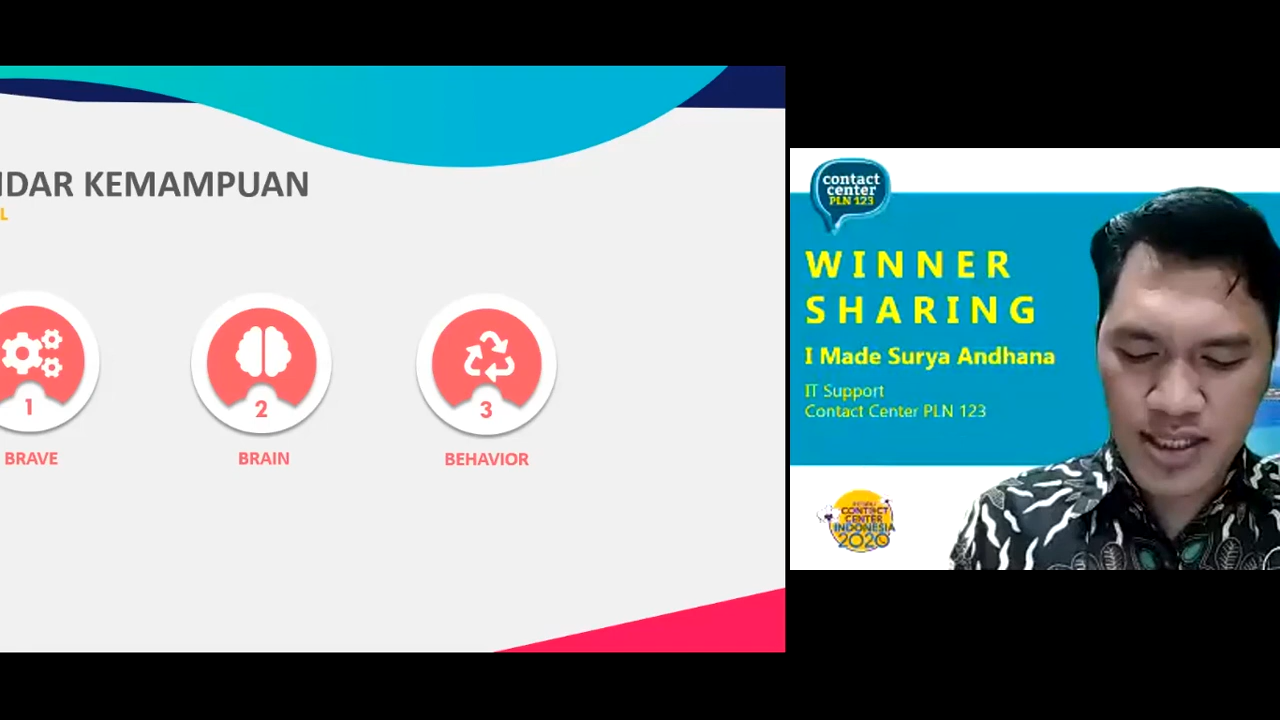 NDAR KEMAMPUAN
L
1
2
3
BRAVE
BRAIN
BEHAVIOR
contact
center
PLN 123
WINNER
SHARING
I Made Surya Andhana
IT Support
Contact Center PLN 123
CONTACT
CENTER
INDONESIA
2020